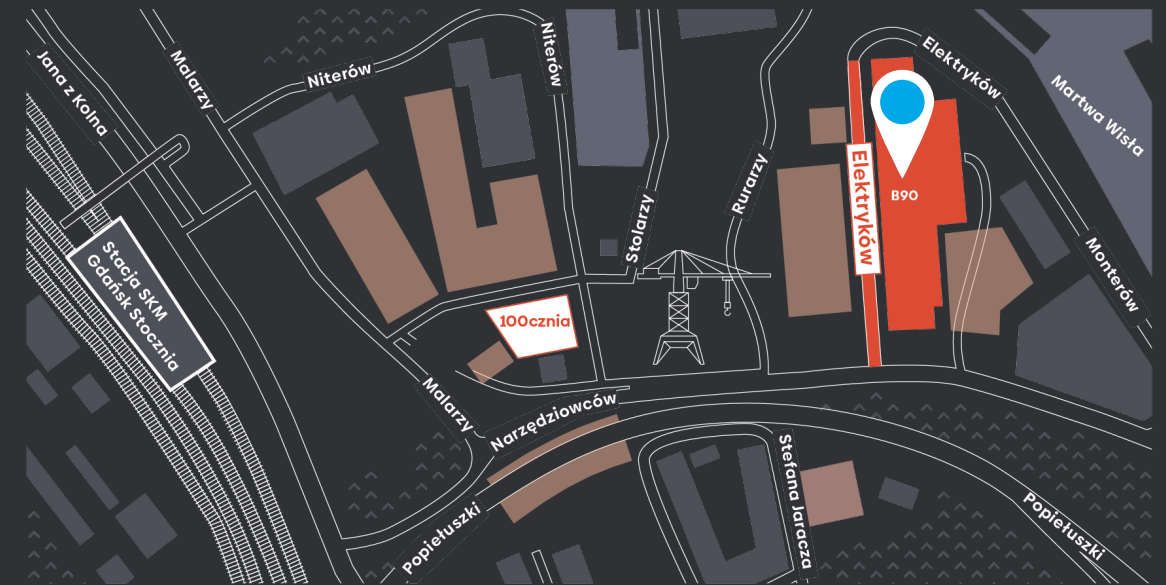 Jana z Kolna
Malarzy
Niterów
Niterów
Elektryków
Martwa Wisła
Rurarzy
Elektryków
B90
Stolarzy
Stacja SKM
Gdańsk Stocznia
Monterów
100cznia
Malarzy
Narzędziowców
Stefana Jaracza
Popiełuszki
Popiełuszki